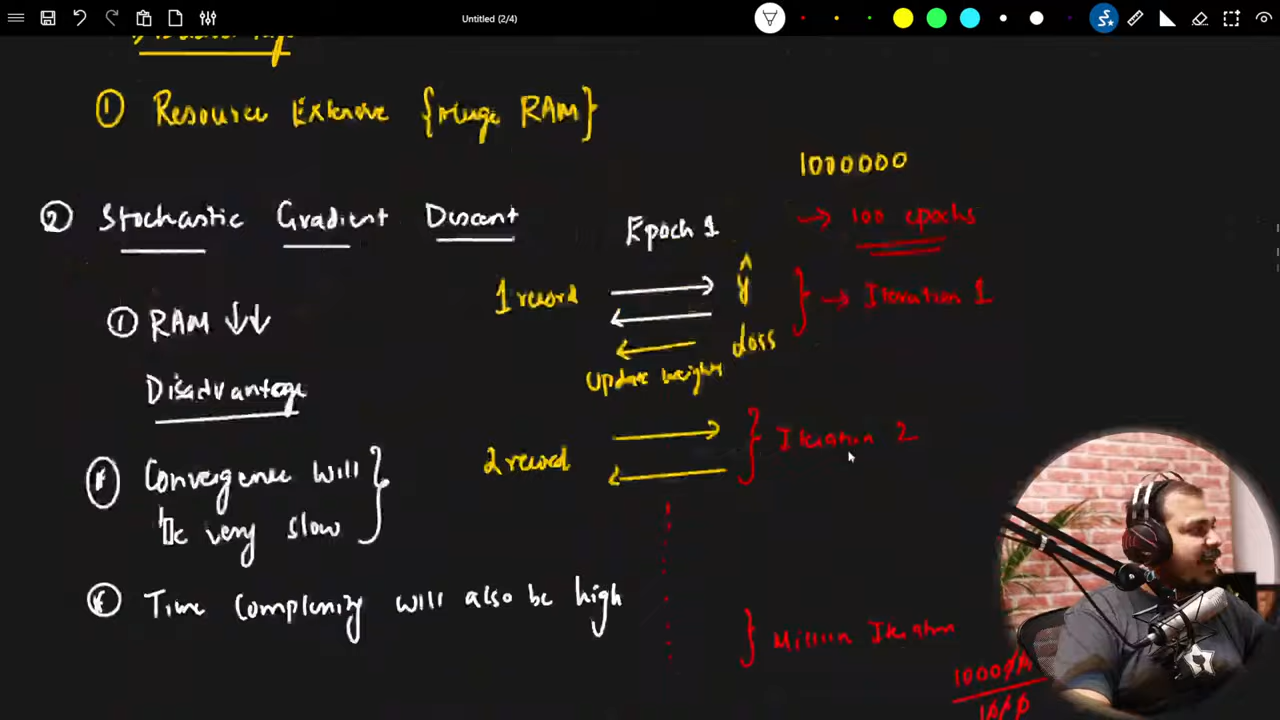 Untitled (2/4)
① Resource Extensive {Huge RAM}
1000000
→ 100 epochs
② Stochastic Gradient Descent
Epoch 1
1 record
ŷ
} → Iteration 1
loss
update weights
① RAM ↓↓
Disadvantage
2 record
} Iteration 2
Convergence will
be very slow }
Time complexity will also be high
} Million Iteration